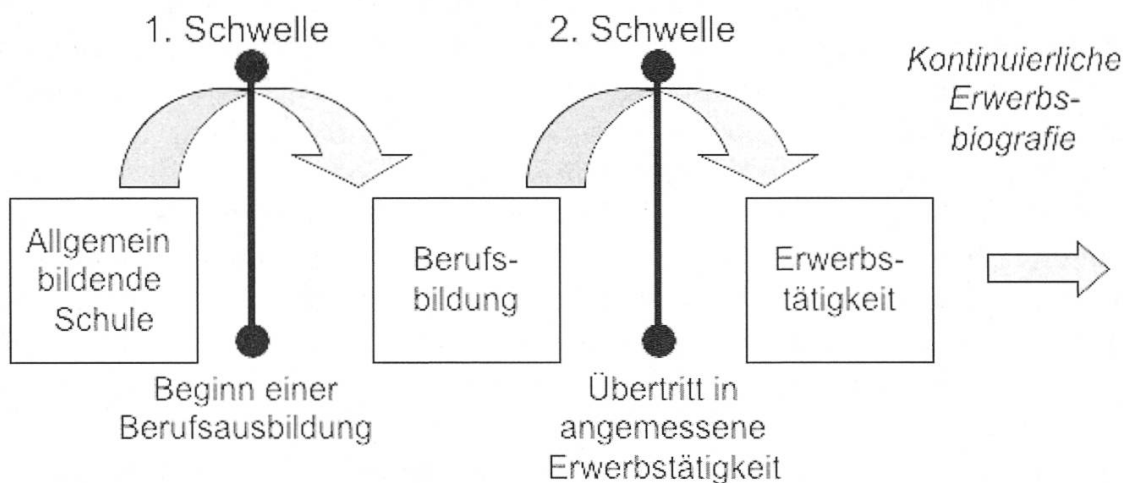 1. Schwelle
2. Schwelle
Kontinuierliche
Erwerbs-
biografie
Allgemein
bildende
Schule
Berufs-
bildung
Erwerbs-
tätigkeit
Beginn einer
Berufsausbildung
Übertritt in
angemessene
Erwerbstätigkeit